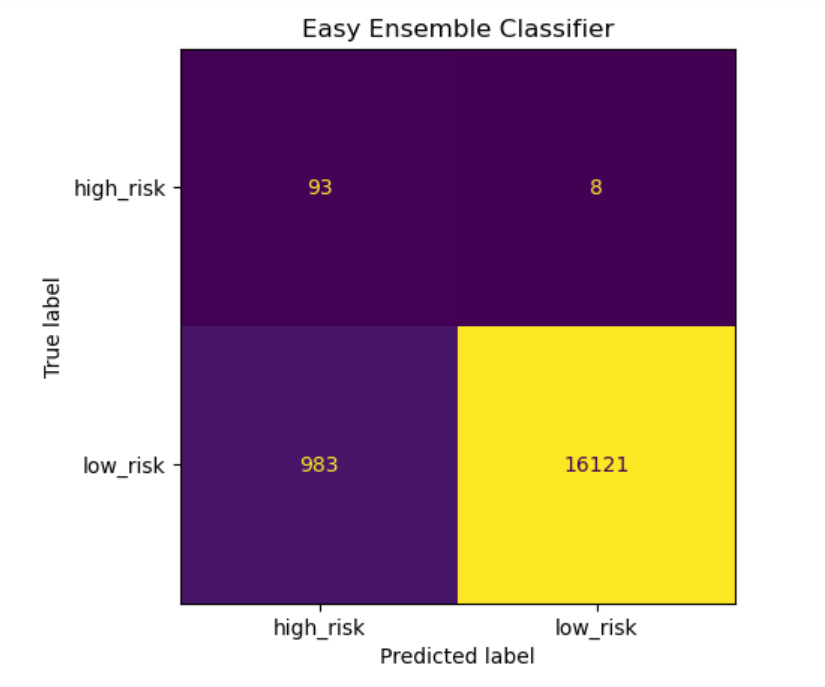 Easy Ensemble Classifier
high_risk
93
8
True label
low_risk
983
16121
high_risk
low_risk
Predicted label